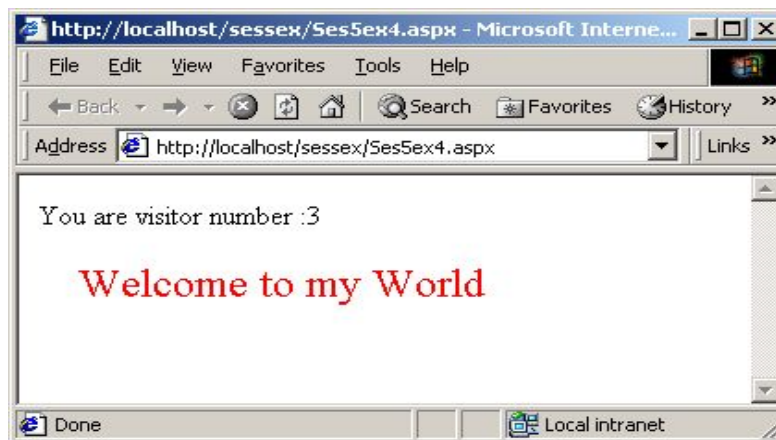 http://localhost/sessex/Ses5ex4.aspx - Microsoft Interne...
File Edit View Favorites Tools Help
Back Search Favorites History »
Address http://localhost/sessex/Ses5ex4.aspx Links »
You are visitor number :3
Welcome to my World
Done Local intranet